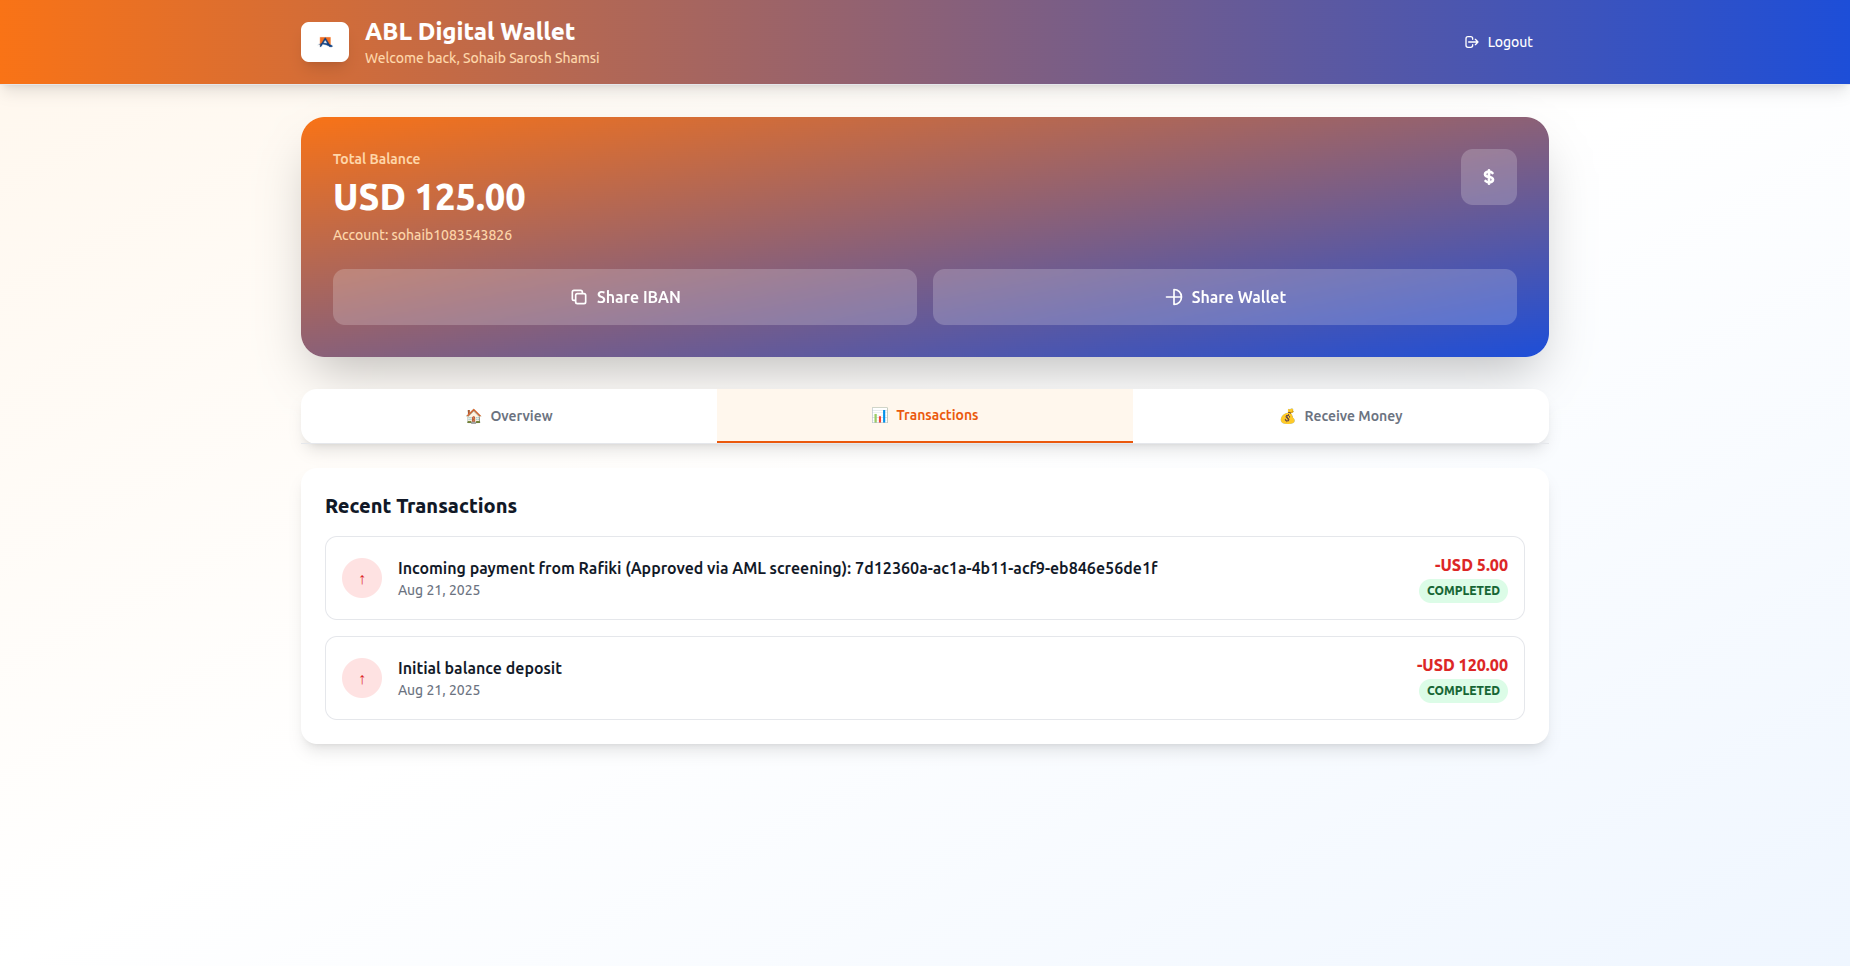 ABL Digital Wallet
Welcome back, Sohaib Sarosh Shamsi
Logout
Total Balance
USD 125.00
Account: sohaib1083543826
$
Share IBAN
Share Wallet
Overview
Transactions
Receive Money
Recent Transactions
↑
Incoming payment from Rafiki (Approved via AML screening): 7d12360a-ac1a-4b11-acf9-eb846e56de1f
Aug 21, 2025
-USD 5.00
COMPLETED
↑
Initial balance deposit
Aug 21, 2025
-USD 120.00
COMPLETED